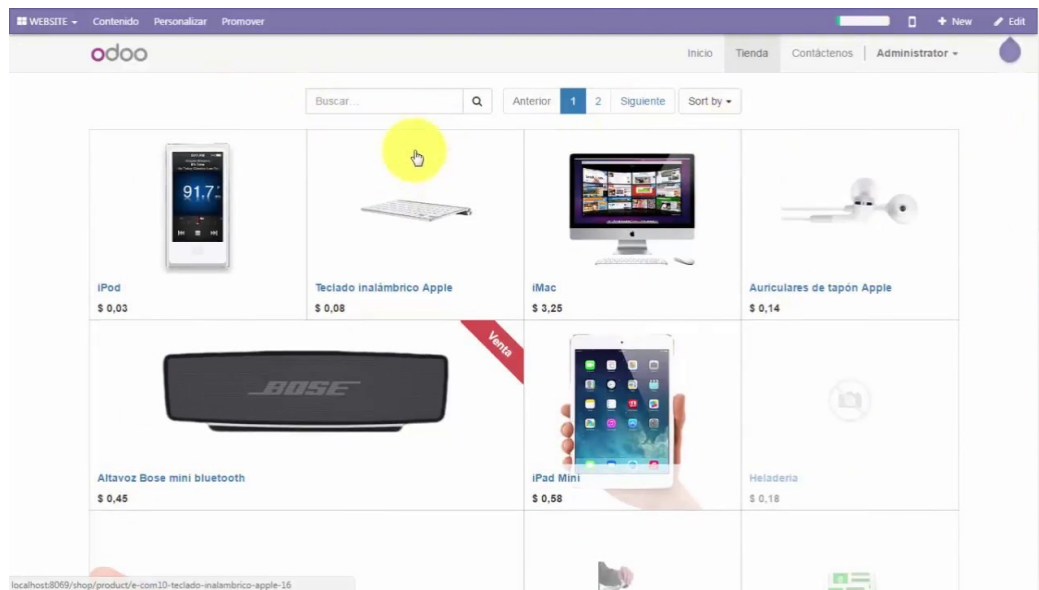 WEBSITE Contenido Personalizar Promover + New Edit
odoo Inicio Tienda Contáctenos Administrator
Buscar... Anterior 1 2 Siguiente Sort by
91.7
iPod
$ 0,03
Teclado inalámbrico Apple
$ 0,08
iMac
$ 3,25
Auriculares de tapón Apple
$ 0,14
BOSE
Venta
Altavoz Bose mini bluetooth
$ 0,45
iPad Mini
$ 0,58
Heladeria
$ 0,18
localhost:8069/shop/product/e-com10-teclado-inalambrico-apple-16